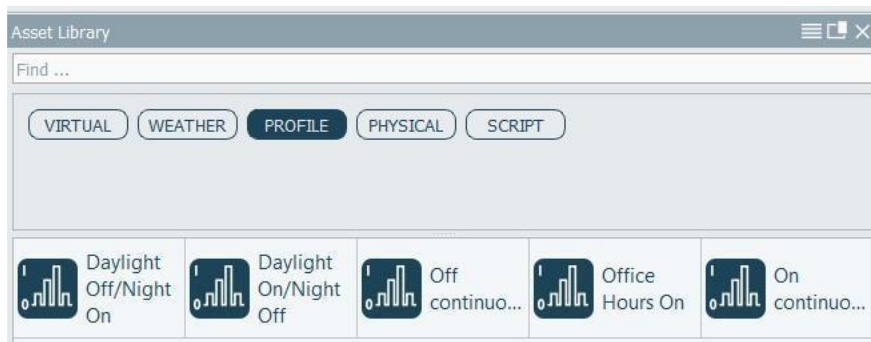 Asset Library
Find ...
VIRTUAL WEATHER PROFILE PHYSICAL SCRIPT
Daylight
Off/Night
On
Daylight
On/Night
Off
Off
continuo...
Office
Hours On
On
continuo...